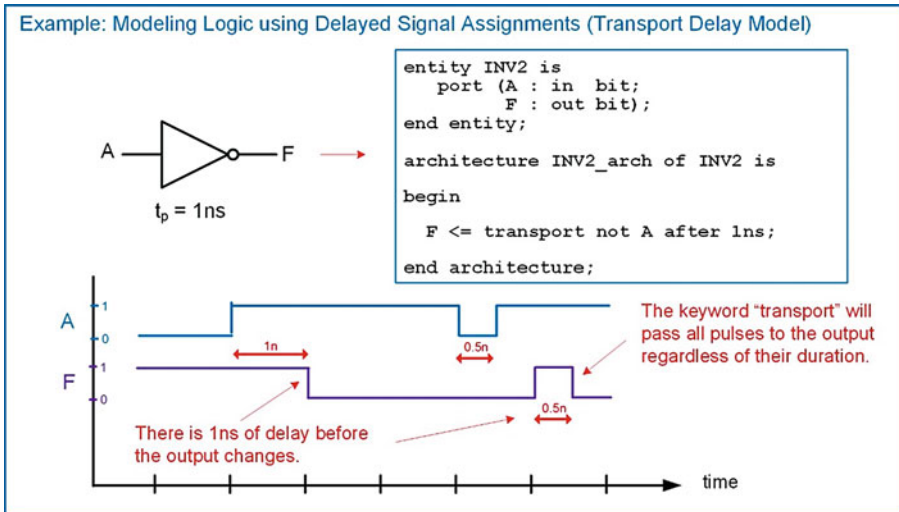 Example: Modeling Logic using Delayed Signal Assignments (Transport Delay Model)
entity INV2 is
port (A : in bit;
F : out bit);
end entity;
architecture INV2_arch of INV2 is
begin
F <= transport not A after 1ns;
end architecture;
A
F
tp = 1ns
A
1
0
1n
0.5n
The keyword "transport" will
pass all pulses to the output
regardless of their duration.
F
1
0
0.5n
There is 1ns of delay before
the output changes.
time